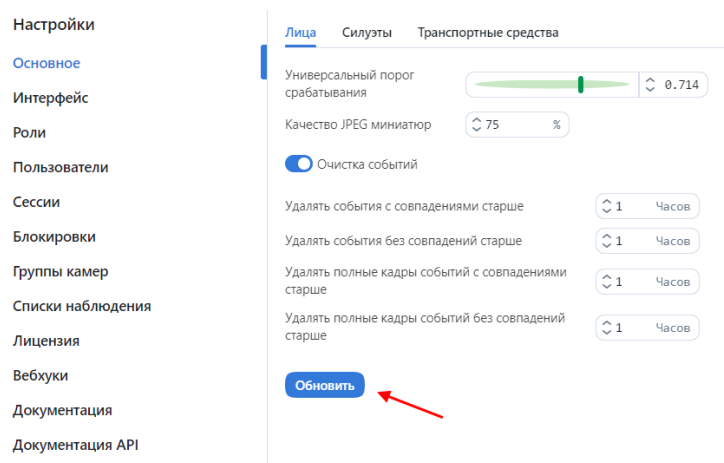 Настройки
Основное
Интерфейс
Роли
Пользователи
Сессии
Блокировки
Группы камер
Списки наблюдения
Лицензия
Вебхуки
Документация
Документация API
Лица Силуэты Транспортные средства
Универсальный порог
срабатывания
0.714
Качество JPEG миниатюр 75 %
Очистка событий
Удалять события с совпадениями старше 1 Часов
Удалять события без совпадений старше 1 Часов
Удалять полные кадры событий с совпадениями
старше
1 Часов
Удалять полные кадры событий без совпадений
старше
1 Часов
Обновить